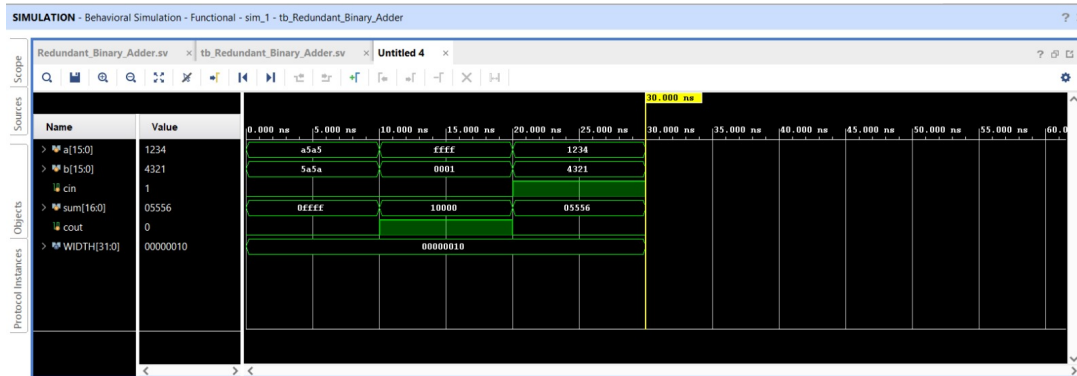 SIMULATION - Behavioral Simulation - Functional - sim_1 - tb_Redundant_Binary_Adder ?
Scope
Sources
Objects
Protocol Instances
Redundant_Binary_Adder.sv × tb_Redundant_Binary_Adder.sv × Untitled 4 ×
30.000 ns
Name Value 0.000 ns 5.000 ns 10.000 ns 15.000 ns 20.000 ns 25.000 ns 30.000 ns 35.000 ns 40.000 ns 45.000 ns 50.000 ns 55.000 ns 60.0
a[15:0] 1234 a5a5 ffff 1234
b[15:0] 4321 5a5a 0001 4321
cin 1
sum[16:0] 05556 0ffff 10000 05556
cout 0
WIDTH[31:0] 00000010 00000010